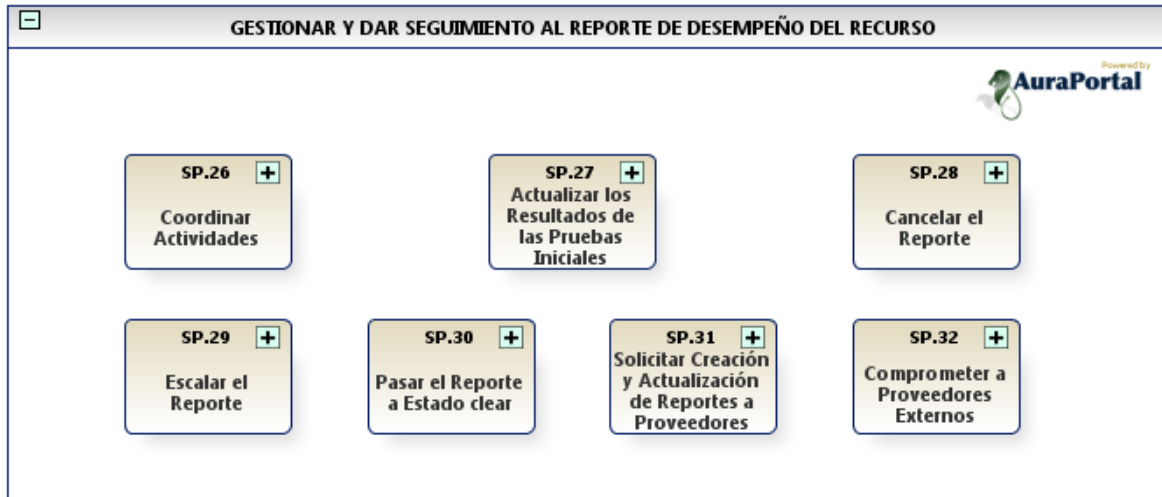 GESTIONAR Y DAR SEGUIMIENTO AL REPORTE DE DESEMPEÑO DEL RECURSO
Powered by
AuraPortal
SP.26
Coordinar
Actividades
SP.27
Actualizar los
Resultados de
las Pruebas
Iniciales
SP.28
Cancelar el
Reporte
SP.29
Escalar el
Reporte
SP.30
Pasar el Reporte
a Estado clear
SP.31
Solicitar Creación
y Actualización
de Reportes a
Proveedores
SP.32
Comprometer a
Proveedores
Externos